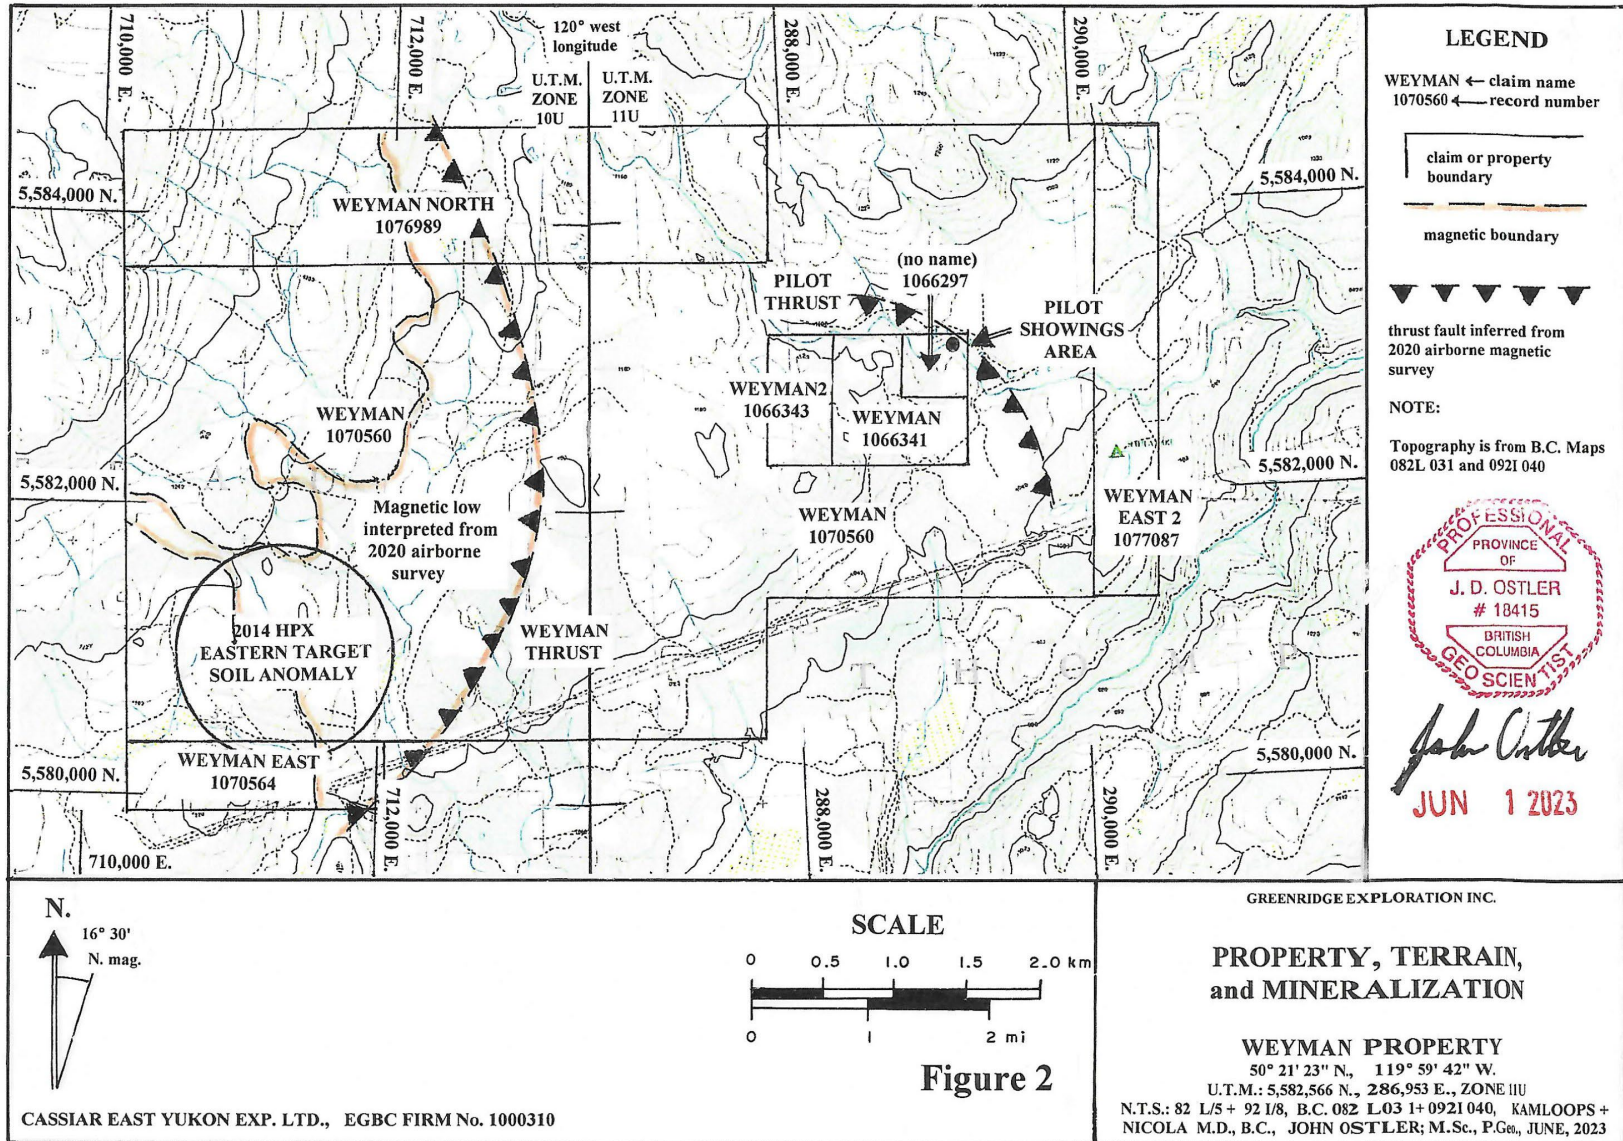 710,000 E.
712,000 E.
120° west
longitude
U.T.M.
ZONE
10U
U.T.M.
ZONE
11U
288,000 E.
290,000 E.
5,584,000 N.
5,584,000 N.
WEYMAN NORTH
1076989
(no name)
1066297
PILOT
THRUST
PILOT
SHOWINGS
AREA
WEYMAN2
1066343
WEYMAN
1066341
WEYMAN
1070560
5,582,000 N.
5,582,000 N.
Magnetic low
interpreted from
2020 airborne
survey
WEYMAN
1070560
WEYMAN
EAST 2
1077087
2014 HPX
EASTERN TARGET
SOIL ANOMALY
WEYMAN
THRUST
T H O M P
WEYMAN EAST
1070564
5,580,000 N.
5,580,000 N.
710,000 E.
712,000 E.
288,000 E.
290,000 E.
LEGEND
WEYMAN ← claim name
1070560 ← record number
claim or property
boundary
magnetic boundary
thrust fault inferred from
2020 airborne magnetic
survey
NOTE:
Topography is from B.C. Maps
082L 031 and 092I 040
PROFESSIONAL
PROVINCE
OF
J. D. OSTLER
# 18415
BRITISH
COLUMBIA
GEOSCIENTIST
John Ostler
JUN 1 2023
N.
16° 30'
N. mag.
SCALE
0 0.5 1.0 1.5 2.0 km
0 1 2 mi
Figure 2
CASSIAR EAST YUKON EXP. LTD., EGBC FIRM No. 1000310
GREENRIDGE EXPLORATION INC.
PROPERTY, TERRAIN,
and MINERALIZATION
WEYMAN PROPERTY
50° 21' 23" N., 119° 59' 42" W.
U.T.M.: 5,582,566 N., 286,953 E., ZONE 11U
N.T.S.: 82 L/5 + 92 I/8, B.C. 082 L03 1+ 092I 040, KAMLOOPS +
NICOLA M.D., B.C., JOHN OSTLER; M.Sc., P.Geo., JUNE, 2023